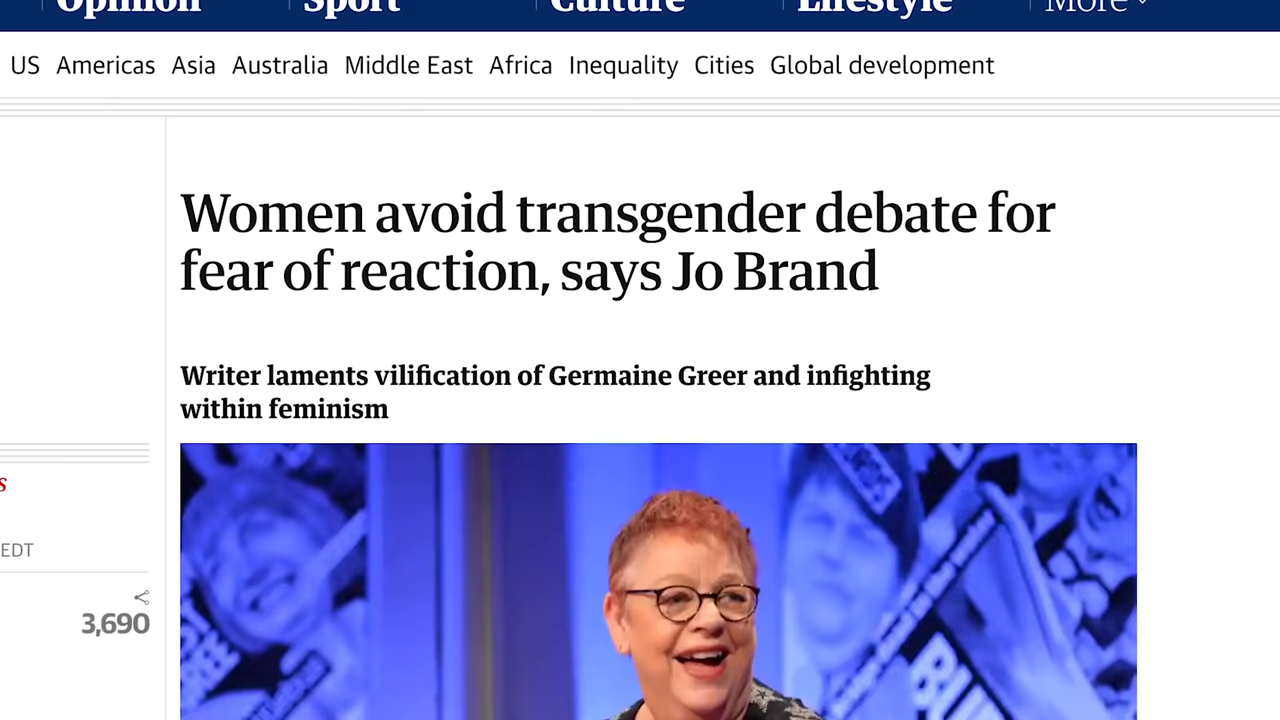 Opinion Sport Culture Lifestyle More
US Americas Asia Australia Middle East Africa Inequality Cities Global development
Women avoid transgender debate for
fear of reaction, says Jo Brand
Writer laments vilification of Germaine Greer and infighting
within feminism
s
EDT
3,690